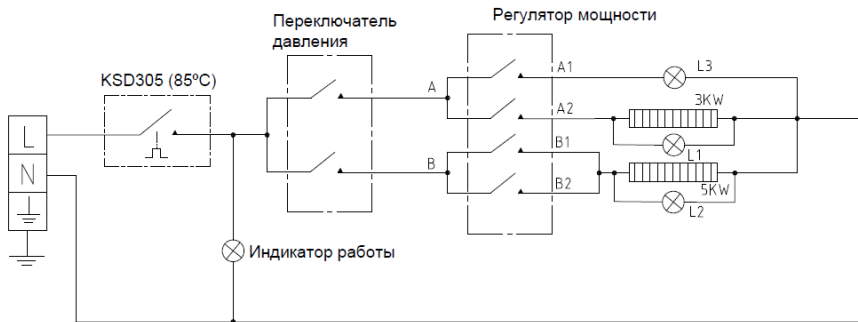 Регулятор мощности
Переключатель
давления
KSD305 (85ºC)
A
A1
L3
A2
3KW
L
B1
L1
N
B
B2
5KW
L2
Индикатор работы